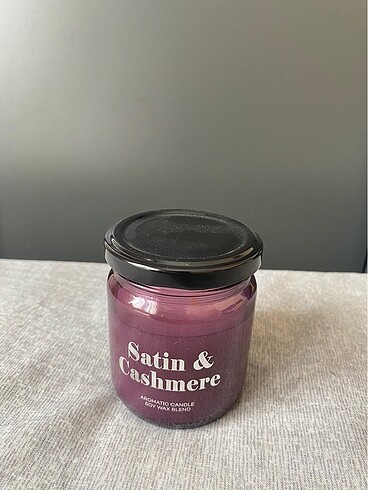 Satin &
Cashmere
AROMATIC CANDLE
SOY WAX BLEND